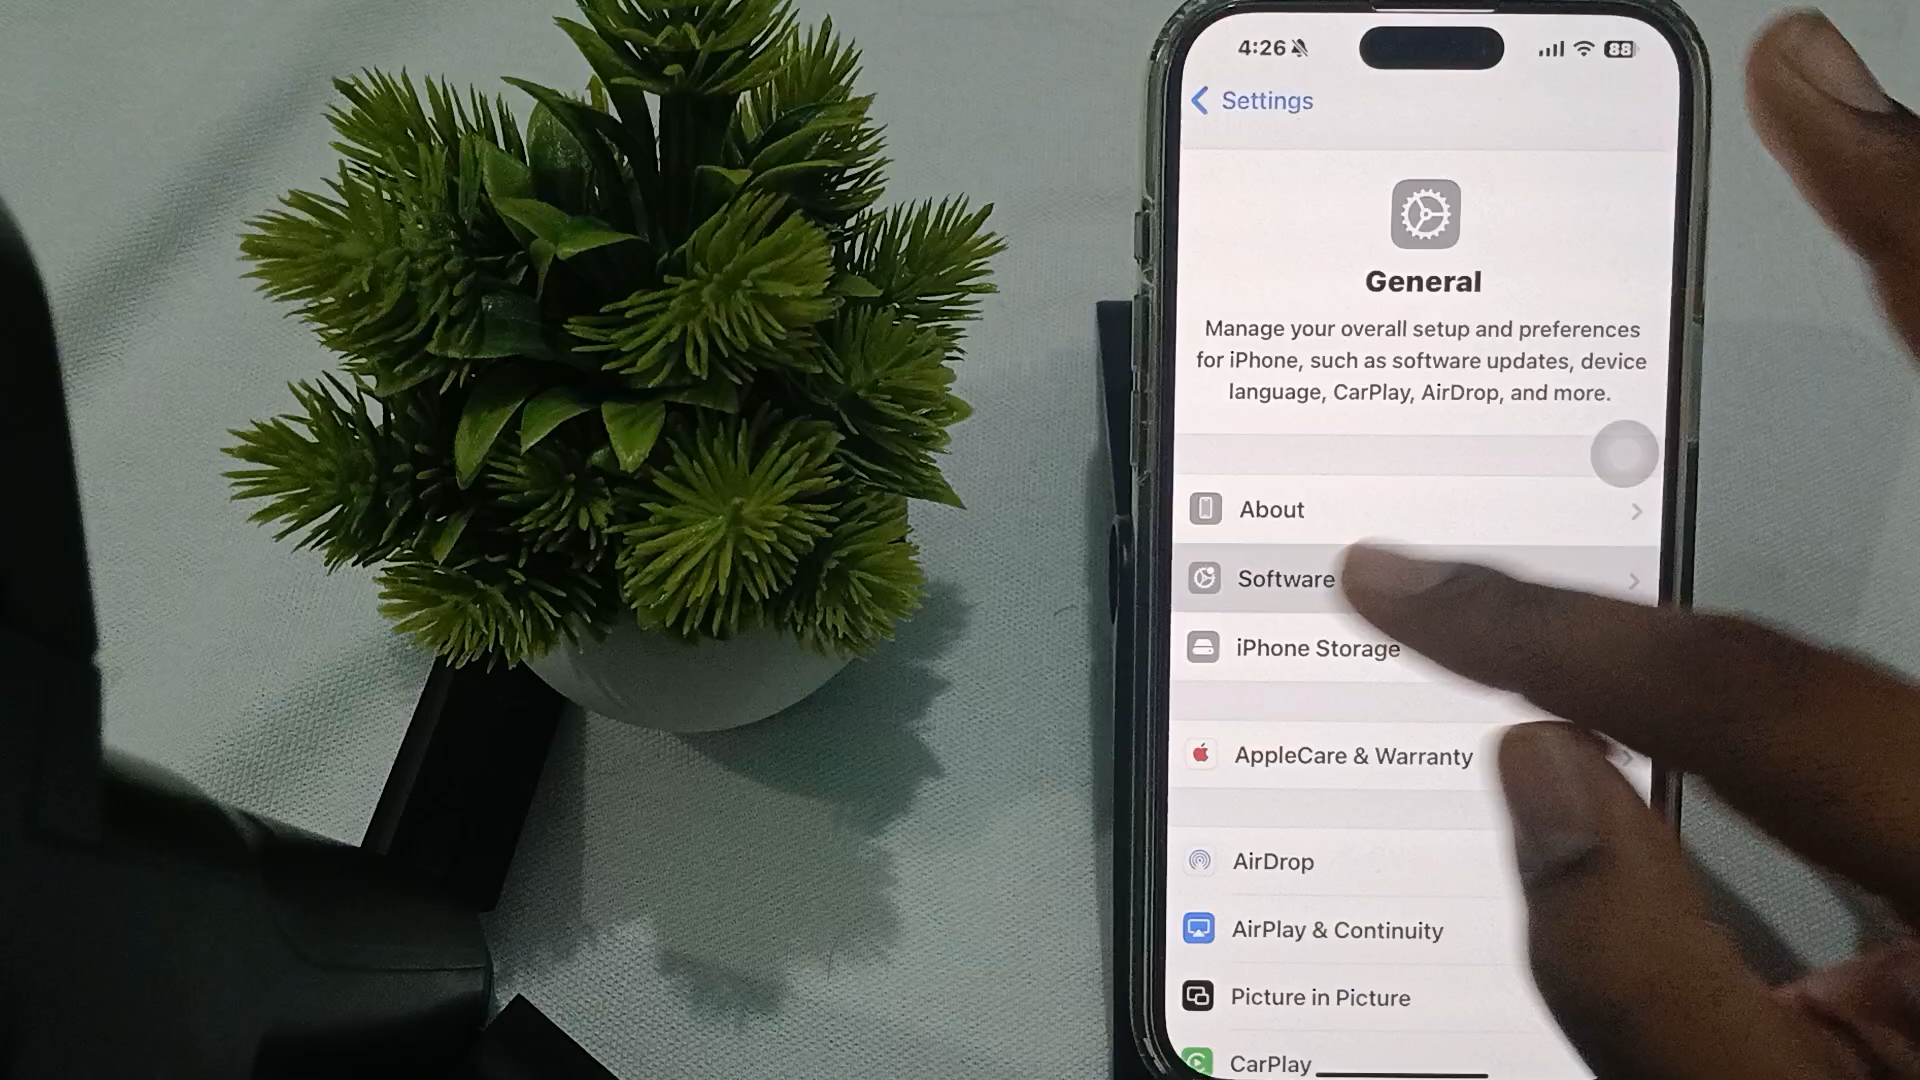 4:26
88
Settings
General
Manage your overall setup and preferences
for iPhone, such as software updates, device
language, CarPlay, AirDrop, and more.
About
Software
iPhone Storage
AppleCare & Warranty
AirDrop
AirPlay & Continuity
Picture in Picture
CarPlay